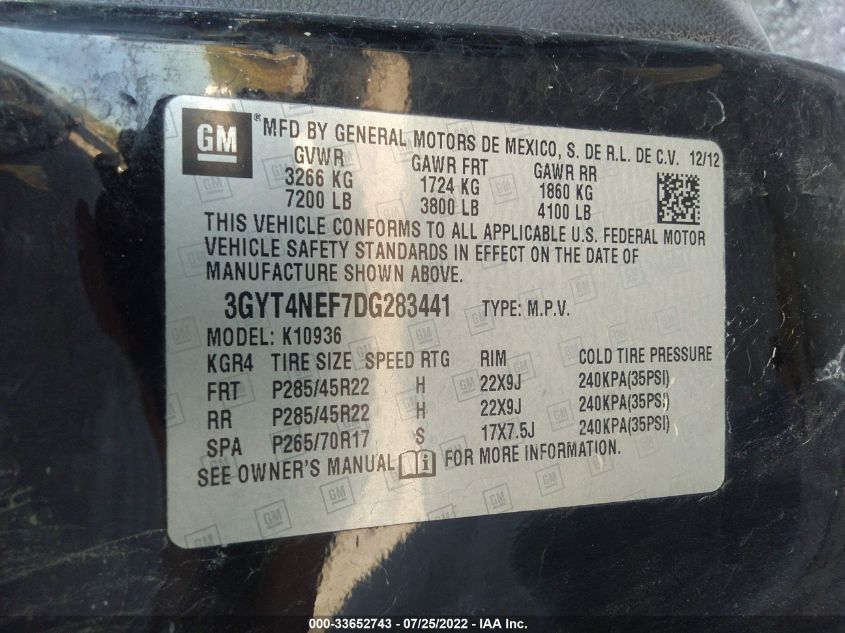 GM
MFD BY GENERAL MOTORS DE MEXICO, S. DE R.L. DE C.V. 12/12
GVWR GAWR FRT GAWR RR
3266 KG 1724 KG 1860 KG
7200 LB 3800 LB 4100 LB
THIS VEHICLE CONFORMS TO ALL APPLICABLE U.S. FEDERAL MOTOR
VEHICLE SAFETY STANDARDS IN EFFECT ON THE DATE OF
MANUFACTURE SHOWN ABOVE.
3GYT4NEF7DG283441 TYPE: M.P.V.
MODEL: K10936
KGR4 TIRE SIZE SPEED RTG RIM COLD TIRE PRESSURE
FRT P285/45R22 H 22X9J 240KPA(35PSI)
RR P285/45R22 H 22X9J 240KPA(35PSI)
SPA P265/70R17 S 17X7.5J 240KPA(35PSI)
SEE OWNER'S MANUAL FOR MORE INFORMATION.
000-33652743 - 07/25/2022 - IAA Inc.